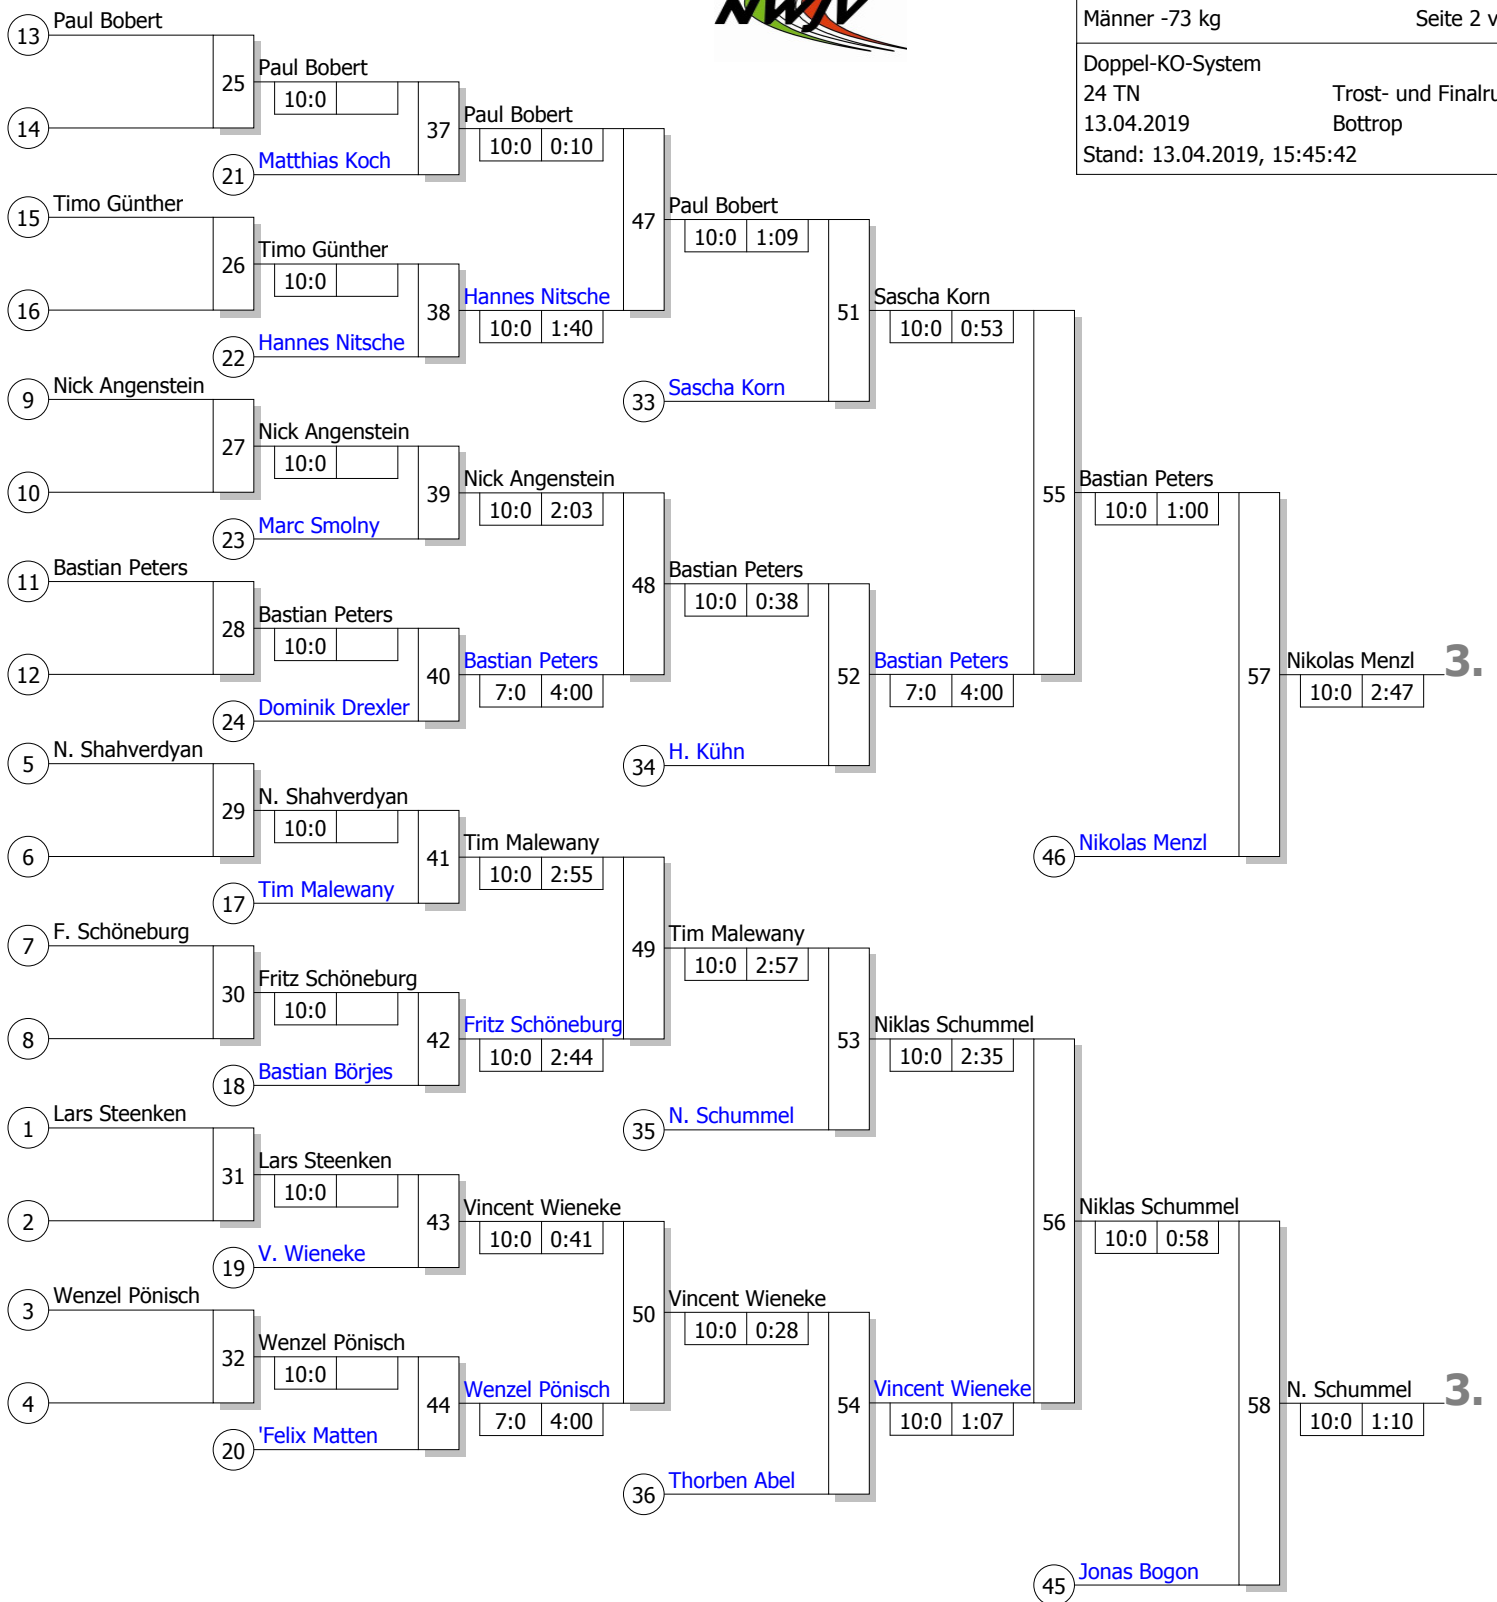 NWJV
Männer -73 kg Seite 2 v
Doppel-KO-System
24 TN Trost- und Finalru
13.04.2019 Bottrop
Stand: 13.04.2019, 15:45:42
13 Paul Bobert
25 Paul Bobert
10:0
14
37 Paul Bobert
10:0 0:10
21 Matthias Koch
47 Paul Bobert
10:0 1:09
15 Timo Günther
26 Timo Günther
10:0
16
38 Hannes Nitsche
10:0 1:40
22 Hannes Nitsche
51 Sascha Korn
10:0 0:53
33 Sascha Korn
9 Nick Angenstein
27 Nick Angenstein
10:0
10
39 Nick Angenstein
10:0 2:03
23 Marc Smolny
55 Bastian Peters
10:0 1:00
11 Bastian Peters
28 Bastian Peters
10:0
12
48 Bastian Peters
10:0 0:38
40 Bastian Peters
7:0 4:00
24 Dominik Drexler
52 Bastian Peters
7:0 4:00
34 H. Kühn
57 Nikolas Menzl 3.
10:0 2:47
46 Nikolas Menzl
5 N. Shahverdyan
29 N. Shahverdyan
10:0
6
41 Tim Malewany
10:0 2:55
17 Tim Malewany
49 Tim Malewany
10:0 2:57
7 F. Schöneburg
30 Fritz Schöneburg
10:0
8
42 Fritz Schöneburg
10:0 2:44
18 Bastian Börjes
53 Niklas Schummel
10:0 2:35
35 N. Schummel
1 Lars Steenken
31 Lars Steenken
10:0
2
43 Vincent Wieneke
10:0 0:41
19 V. Wieneke
56 Niklas Schummel
10:0 0:58
3 Wenzel Pönisch
32 Wenzel Pönisch
10:0
4
50 Vincent Wieneke
10:0 0:28
44 Wenzel Pönisch
7:0 4:00
20 'Felix Matten
54 Vincent Wieneke
10:0 1:07
36 Thorben Abel
58 N. Schummel 3.
10:0 1:10
45 Jonas Bogon